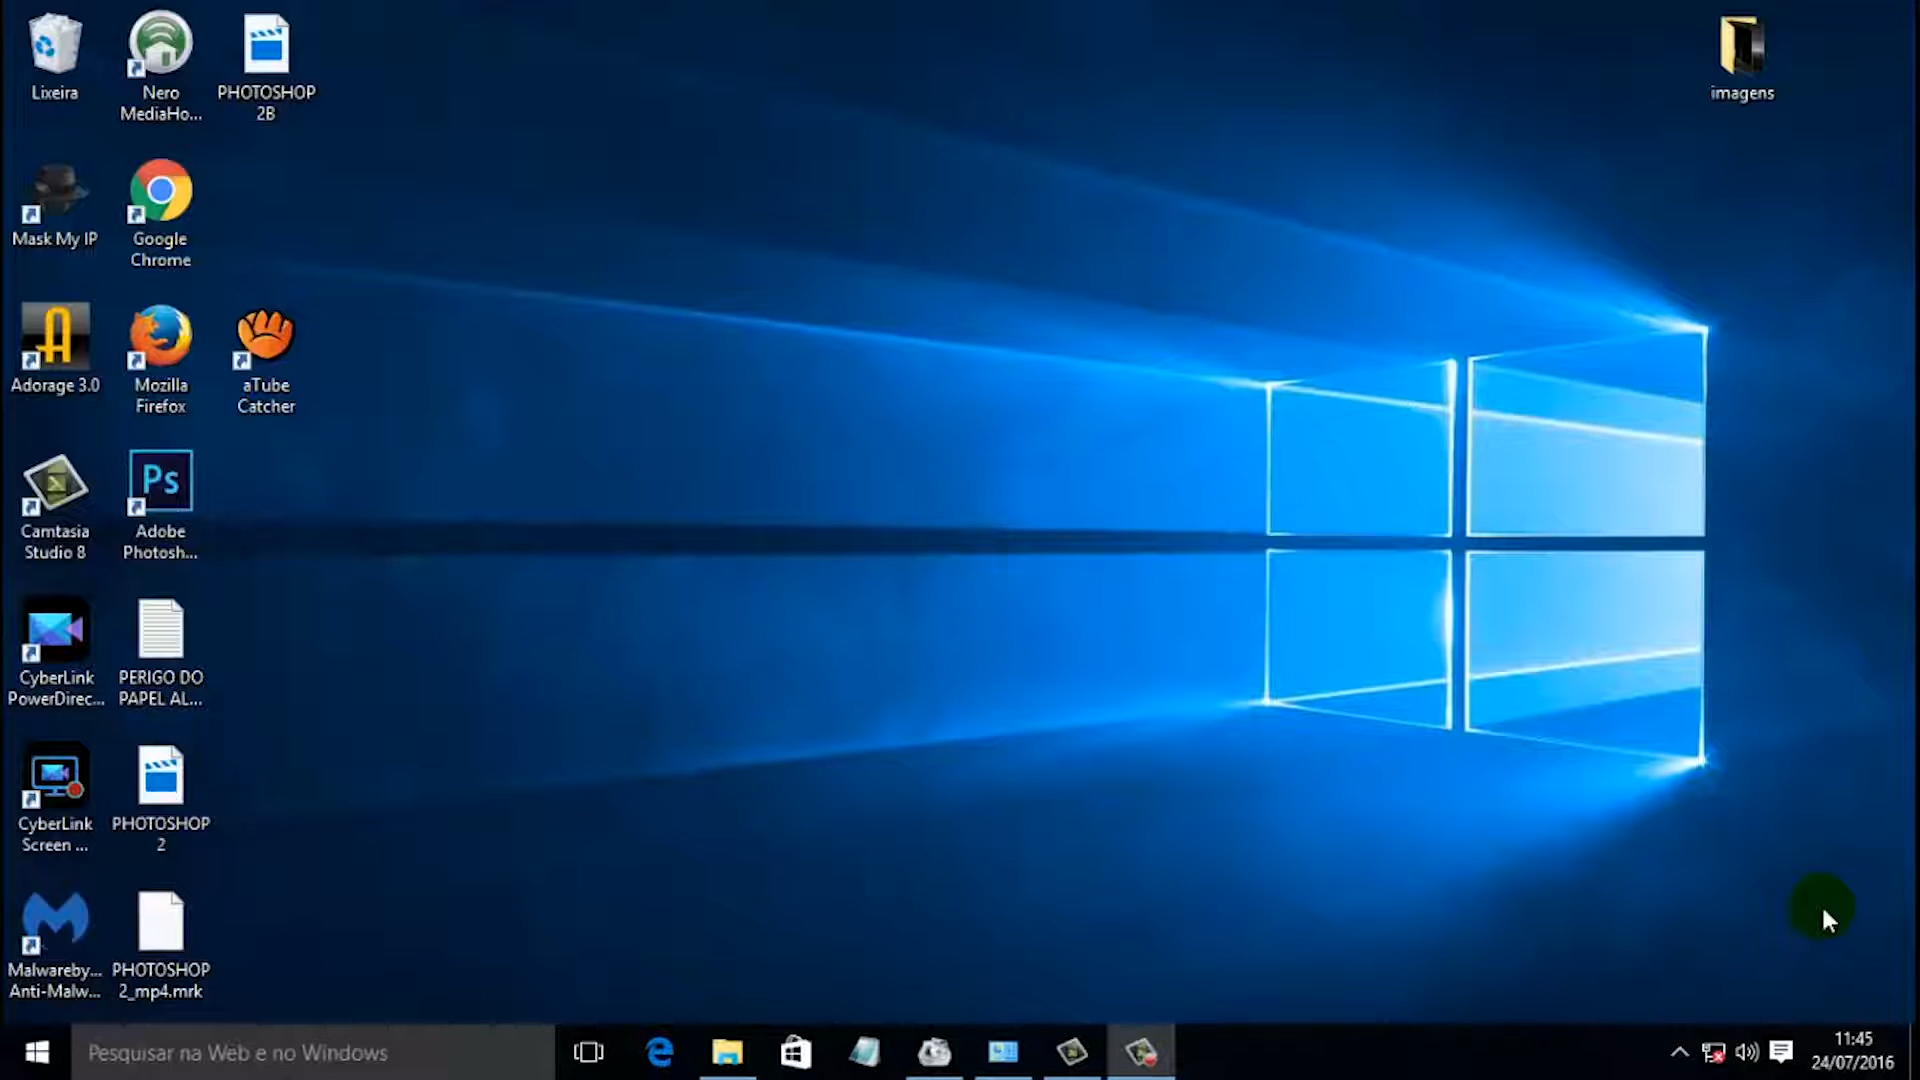 Lixeira
Nero
MediaHo...
PHOTOSHOP
2B
imagens
Mask My IP
Google
Chrome
Adorage 3.0
Mozilla
Firefox
aTube
Catcher
Camtasia
Studio 8
Ps
Adobe
Photosh...
CyberLink
PowerDirec...
PERIGO DO
PAPEL AL...
CyberLink
Screen ...
PHOTOSHOP
2
Malwareby...
Anti-Malw...
PHOTOSHOP
2_mp4.mrk
Pesquisar na Web e no Windows
11:45
24/07/2016